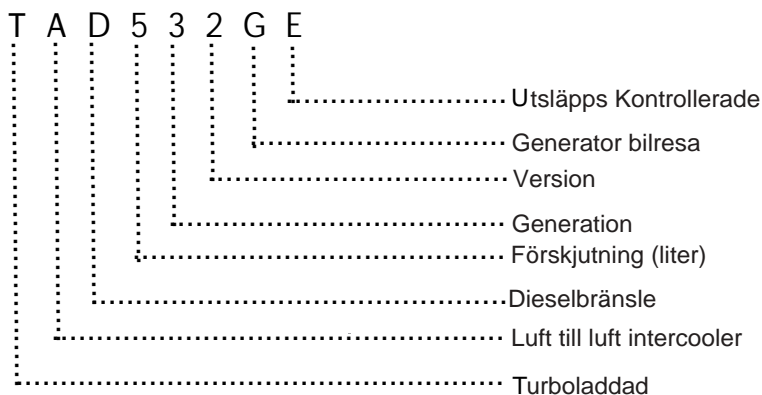 T A D 5 3 2 G E
Utsläpps Kontrollerade
Generator bilresa
Version
Generation
Förskjutning (liter)
Dieselbränsle
Luft till luft intercooler
Turboladdad